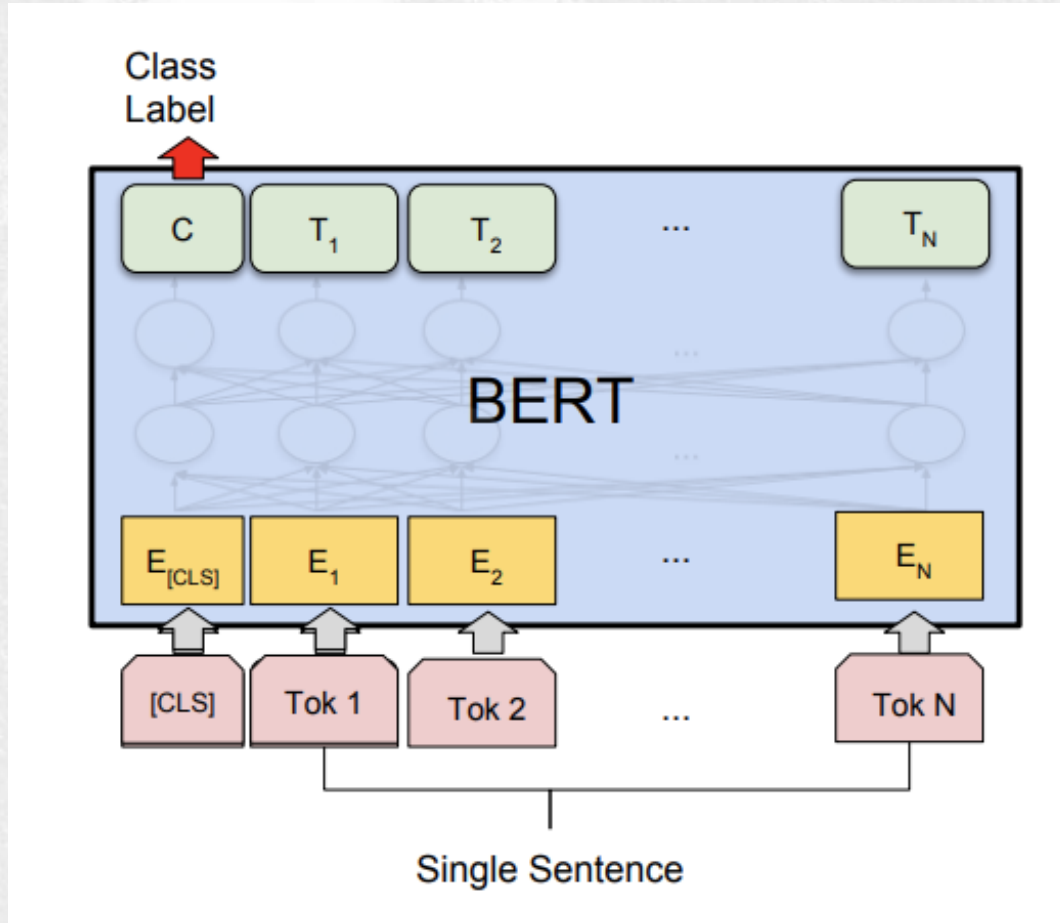 Class
Label
C T1 T2 ... TN
...
BERT
...
E[CLS] E1 E2 ... EN
[CLS] Tok 1 Tok 2 ... Tok N
Single Sentence